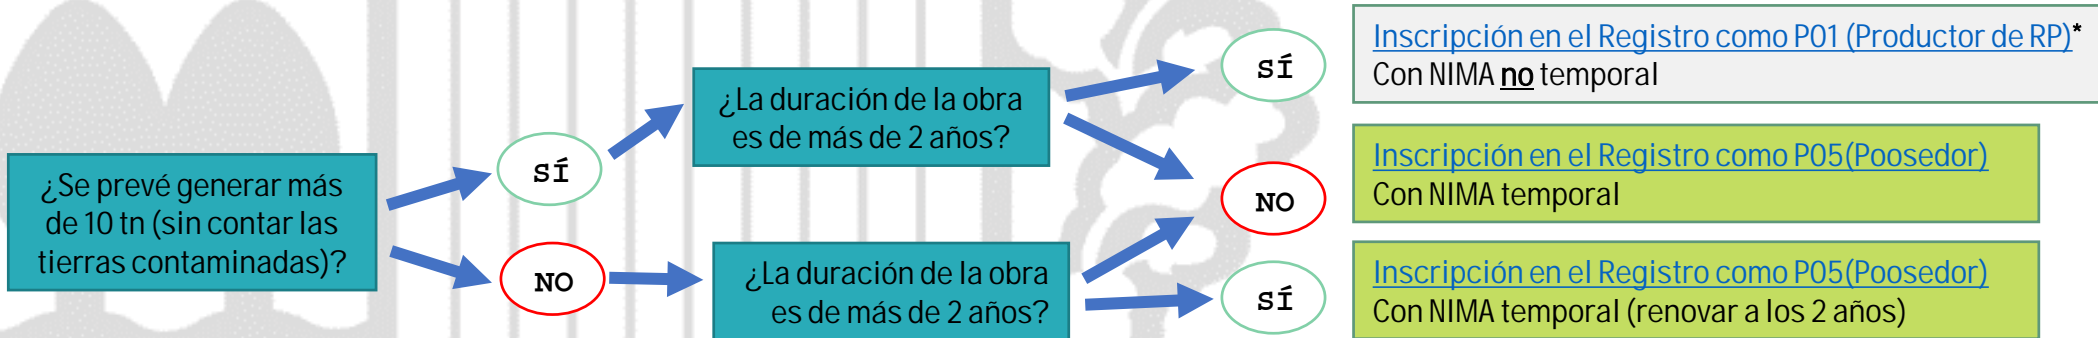 ¿Se prevé generar más
de 10 tn (sin contar las
tierras contaminadas)?
SÍ
NO
¿La duración de la obra
es de más de 2 años?
¿La duración de la obra
es de más de 2 años?
SÍ
NO
SÍ
Inscripción en el Registro como P01 (Productor de RP)*
Con NIMA no temporal
Inscripción en el Registro como P05(Poosedor)
Con NIMA temporal
Inscripción en el Registro como P05(Poosedor)
Con NIMA temporal (renovar a los 2 años)